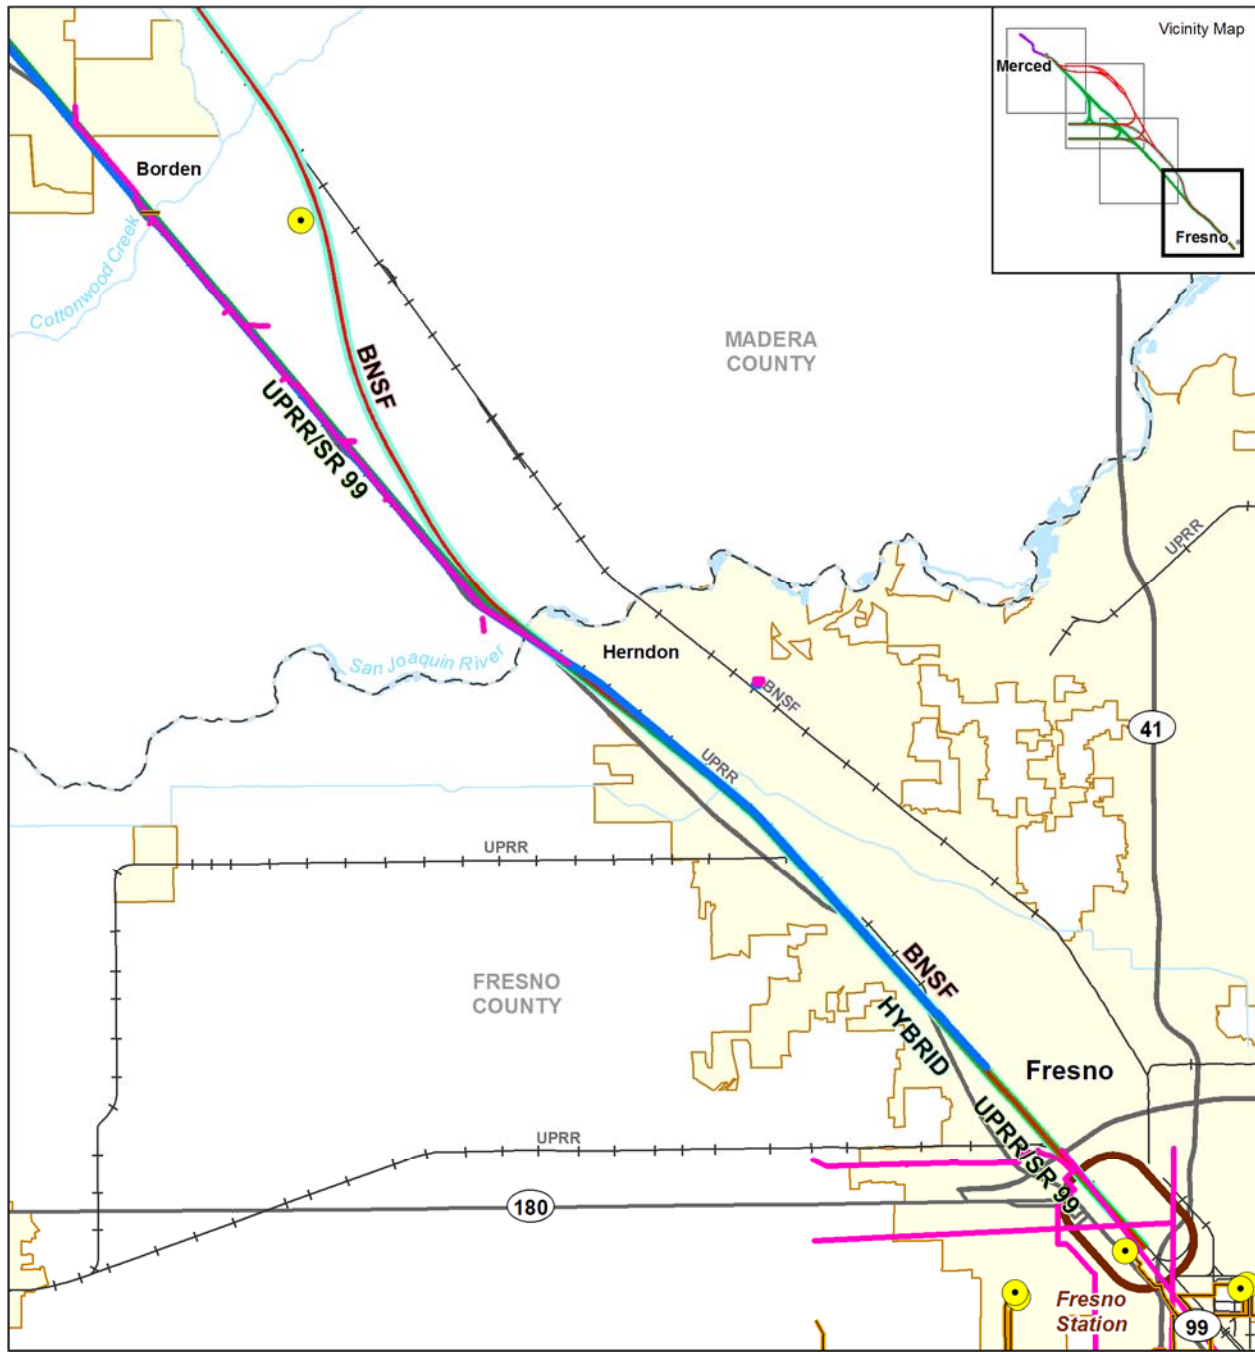 Vicinity Map
Merced
Fresno
Borden
Cottonwood Creek
BNSF
UPRR/SR 99
MADERA
COUNTY
UPRR
San Joaquin River
Herndon
BNSF
41
UPRR
UPRR
FRESNO
COUNTY
BNSF
HYBRID
Fresno
UPRR/SR 99
UPRR
180
Fresno
Station
99